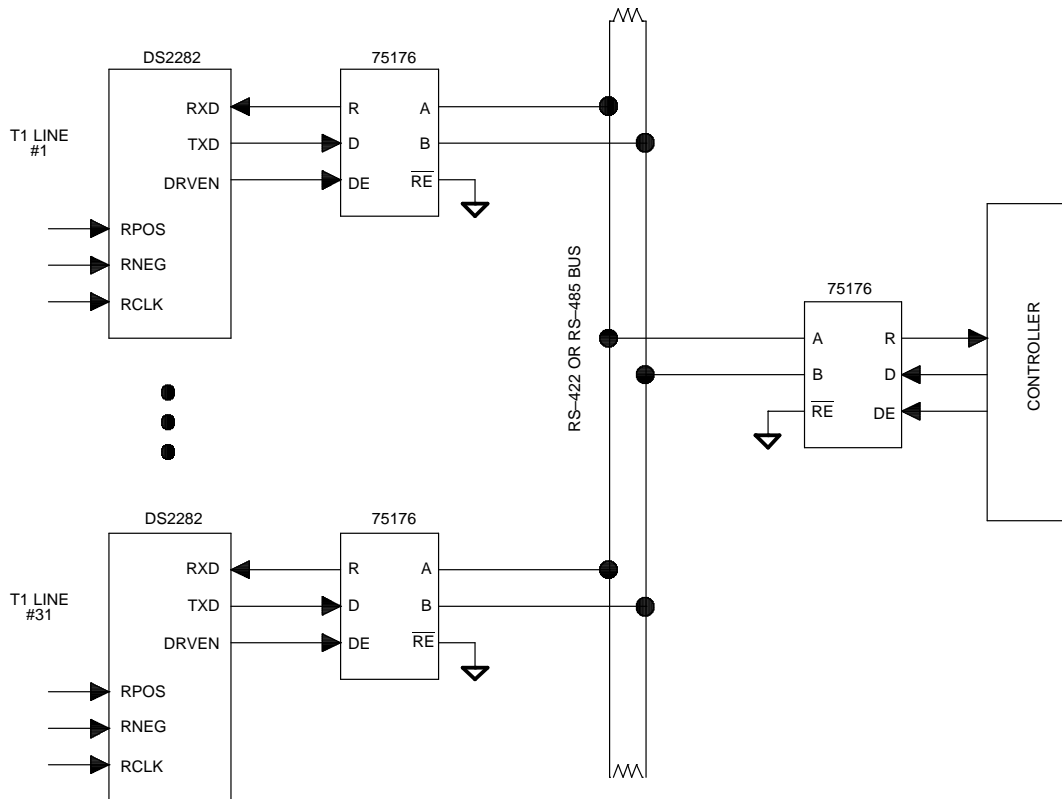 DS2282
75176
T1 LINE
#1
RXD
TXD
DRVEN
RPOS
RNEG
RCLK
R
D
DE
A
B
RE
RS–422 OR RS–485 BUS
75176
A
B
RE
R
D
DE
CONTROLLER
DS2282
75176
T1 LINE
#31
RXD
TXD
DRVEN
RPOS
RNEG
RCLK
R
D
DE
A
B
RE